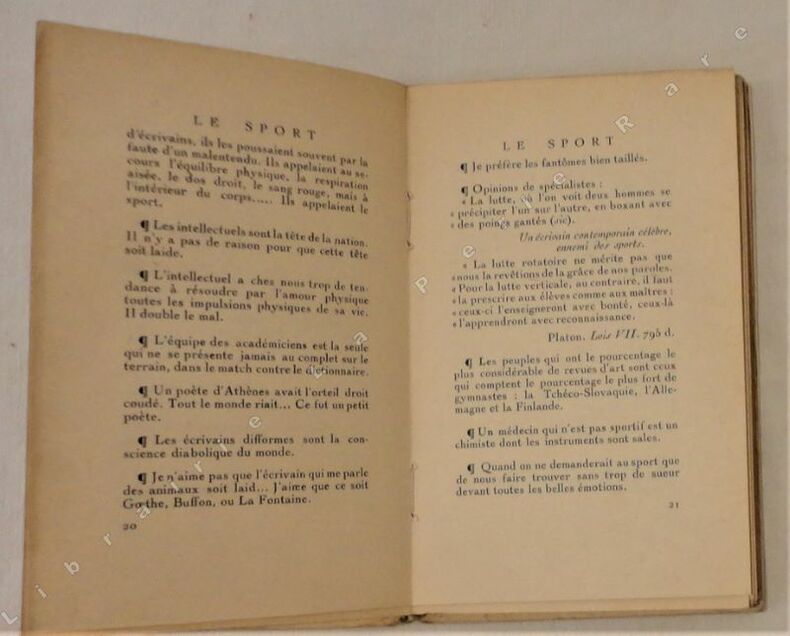 LE SPORT
d'écrivains, ils les poussaient souvent par la
faute d'un malentendu. Ils appelaient au se-
cours l'équilibre physique, la respiration
aisée, le dos droit, le sang rouge, mais à
l'intérieur du corps..... Ils appelaient le
sport.
¶ Les intellectuels sont la tête de la nation.
Il n'y a pas de raison pour que cette tête
soit laide.
¶ L'intellectuel a chez nous trop de ten-
dance à résoudre par l'amour physique
toutes les impulsions physiques de sa vie.
Il double le mal.
¶ L'équipe des académiciens est la seule
qui ne se présente jamais au complet sur le
terrain, dans le match contre le dictionnaire.
¶ Un poète d'Athènes avait l'orteil droit
coudé. Tout le monde riait... Ce fut un petit
poète.
¶ Les écrivains difformes sont la con-
science diabolique du monde.
¶ Je n'aime pas que l'écrivain qui me parle
des animaux soit laid... J'aime que ce soit
Gœthe, Buffon, ou La Fontaine.
20
LE SPORT
¶ Je préfère les fantômes bien taillés.
¶ Opinions de spécialistes :
« La lutte, où l'on voit deux hommes se
« précipiter l'un sur l'autre, en boxant avec
« des poings gantés (sic).
Un écrivain contemporain célèbre,
ennemi des sports.
« La lutte rotatoire ne mérite pas que
« nous la revêtions de la grâce de nos paroles.
« Pour la lutte verticale, au contraire, il faut
« la prescrire aux élèves comme aux maîtres :
« ceux-ci l'enseigneront avec bonté, ceux-là
« l'apprendront avec reconnaissance.
Platon. Lois VII. 795 d.
¶ Les peuples qui ont le pourcentage le
plus considérable de revues d'art sont ceux
qui comptent le pourcentage le plus fort de
gymnastes : la Tchéco-Slovaquie, l'Alle-
magne et la Finlande.
¶ Un médecin qui n'est pas sportif est un
chimiste dont les instruments sont sales.
¶ Quand on ne demanderait au sport que
de nous faire trouver sans trop de sueur
devant toutes les belles émotions.
21
Librairie La Perle Rare